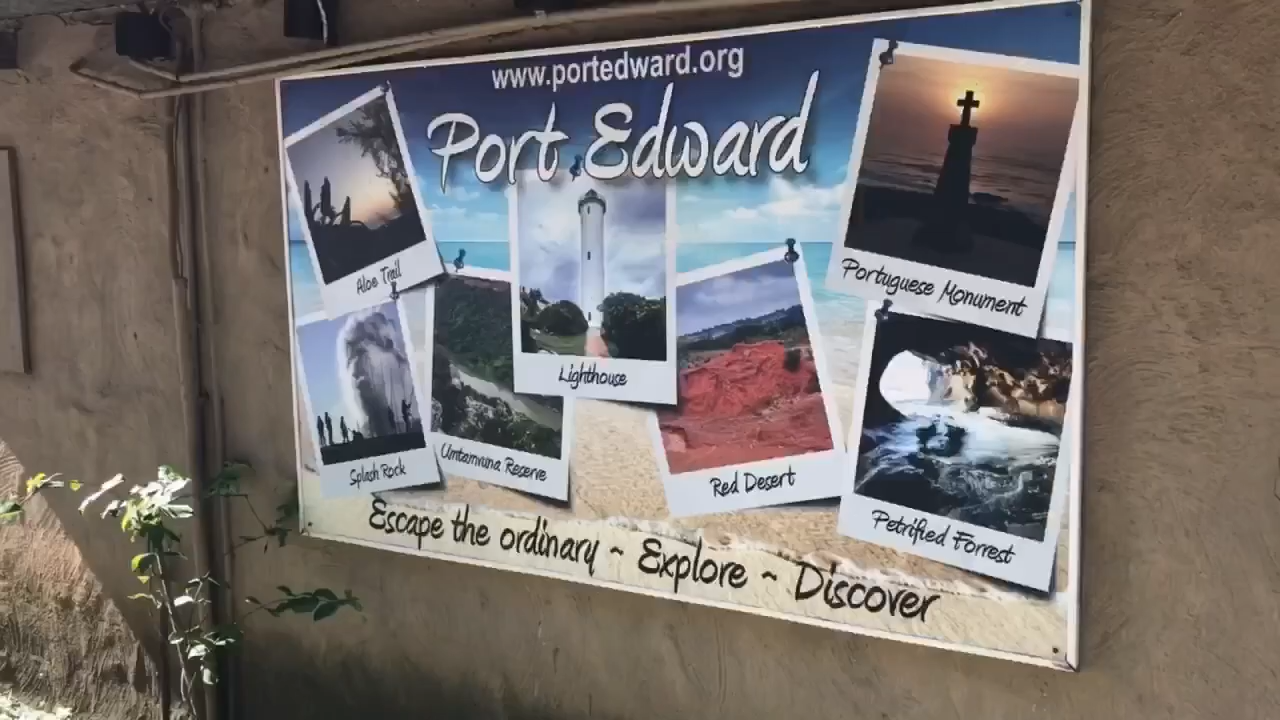 www.portedward.org
Port Edward
Aloe Trail
Portuguese Monument
Lighthouse
Splash Rock
Umtamvuna Reserve
Red Desert
Petrified Forrest
Escape the ordinary ~ Explore ~ Discover